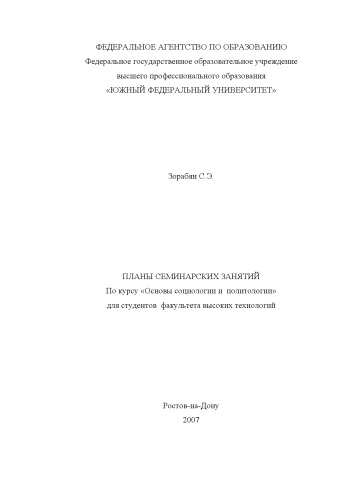 ФЕДЕРАЛЬНОЕ АГЕНТСТВО ПО ОБРАЗОВАНИЮ
Федеральное государственное образовательное учреждение
высшего профессионального образования
«ЮЖНЫЙ ФЕДЕРАЛЬНЫЙ УНИВЕРСИТЕТ»
Зорабян С.Э.
ПЛАНЫ СЕМИНАРСКИХ ЗАНЯТИЙ
По курсу «Основы социологии и политологии»
для студентов факультета высоких технологий
Ростов-на-Дону
2007